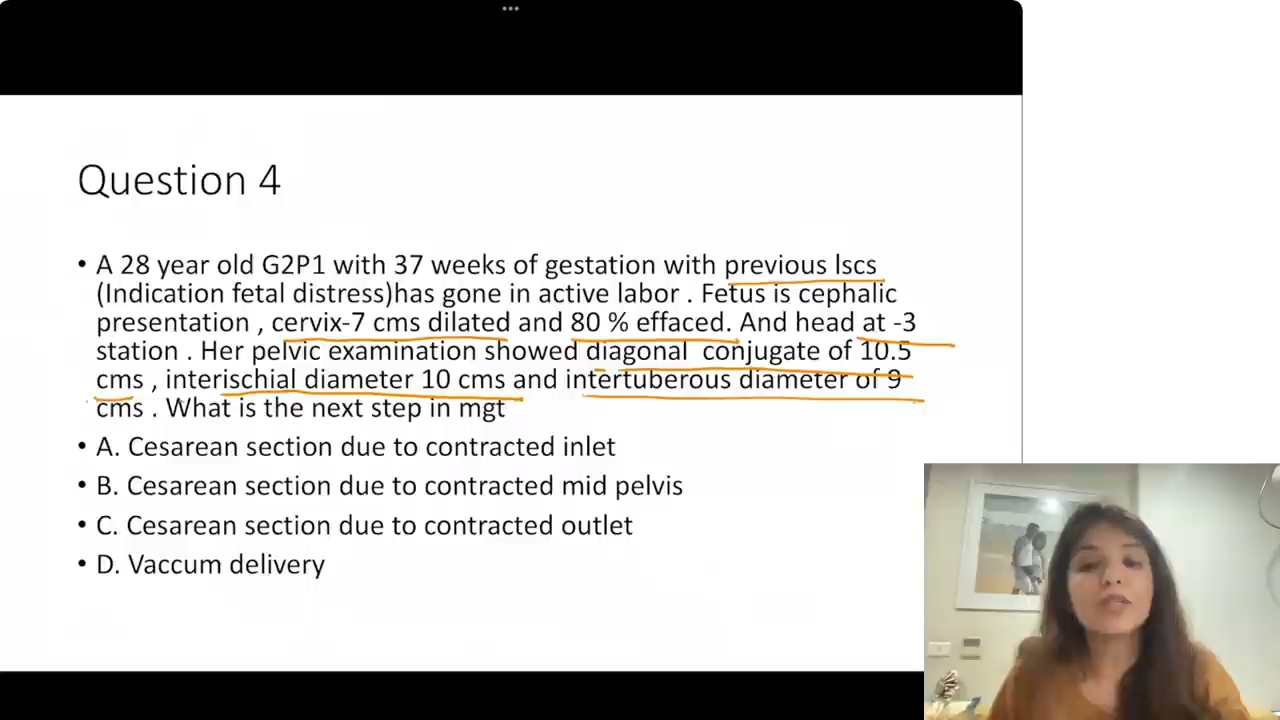 Question 4
• A 28 year old G2P1 with 37 weeks of gestation with previous lscs
(Indication fetal distress)has gone in active labor . Fetus is cephalic
presentation , cervix-7 cms dilated and 80 % effaced. And head at -3
station . Her pelvic examination showed diagonal  conjugate of 10.5
cms , interischial diameter 10 cms and intertuberous diameter of 9
cms . What is the next step in mgt
• A. Cesarean section due to contracted inlet
• B. Cesarean section due to contracted mid pelvis
• C. Cesarean section due to contracted outlet
• D. Vaccum delivery